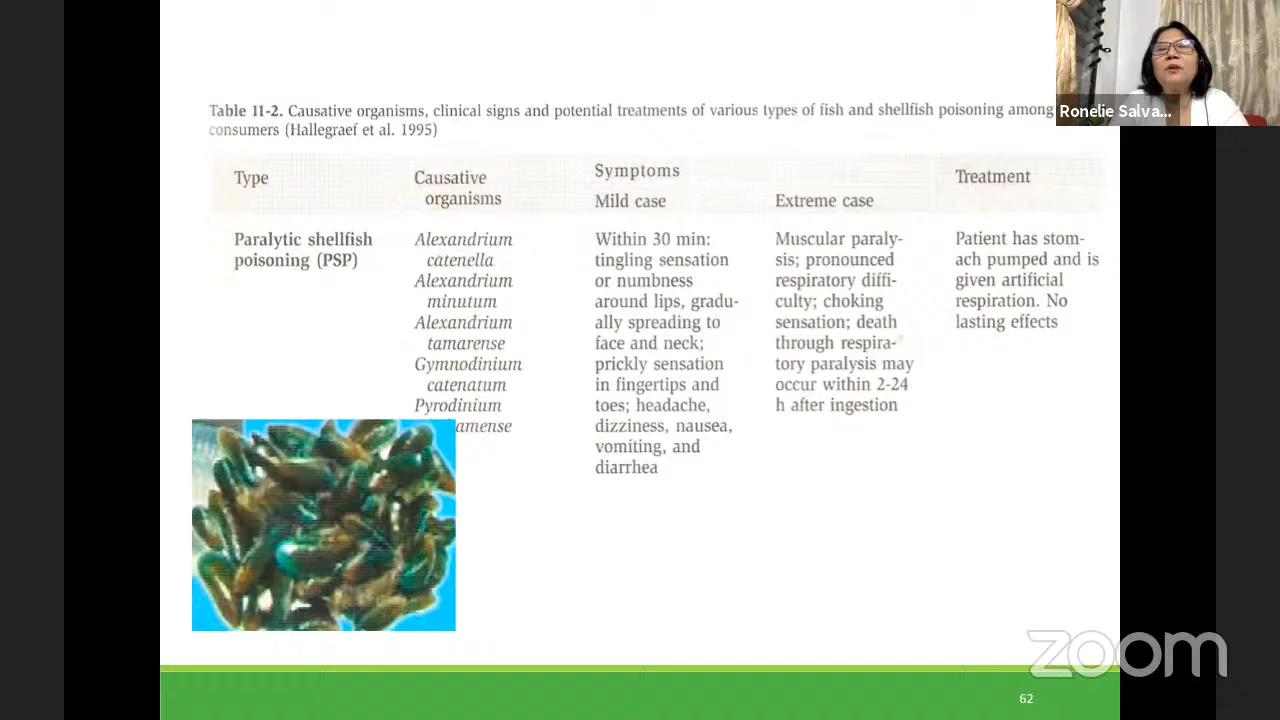 Ronelie Salva...
Table 11-2. Causative organisms, clinical signs and potential treatments of various types of fish and shellfish poisoning among
consumers (Hallegraef et al. 1995)
Type
Causative
organisms
Symptoms
Mild case
Extreme case
Treatment
Paralytic shellfish
poisoning (PSP)
Alexandrium
catenella
Alexandrium
minutum
Alexandrium
tamarense
Gymnodinium
catenatum
Pyrodinium
amense
Within 30 min:
tingling sensation
or numbness
around lips, gradu-
ally spreading to
face and neck;
prickly sensation
in fingertips and
toes; headache,
dizziness, nausea,
vomiting, and
diarrhea
Muscular paraly-
sis; pronounced
respiratory diffi-
culty; choking
sensation; death
through respira-
tory paralysis may
occur within 2-24
h after ingestion
Patient has stom-
ach pumped and is
given artificial
respiration. No
lasting effects
zoom
62